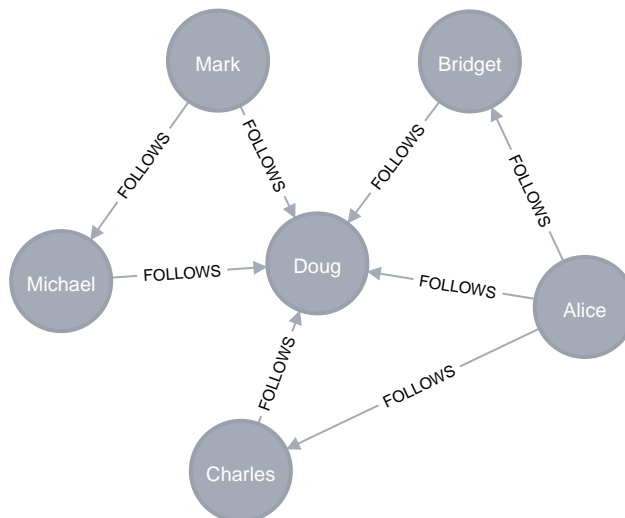 Mark
Bridget
FOLLOWS
FOLLOWS
FOLLOWS
FOLLOWS
Michael
FOLLOWS
Doug
FOLLOWS
Alice
FOLLOWS
FOLLOWS
Charles